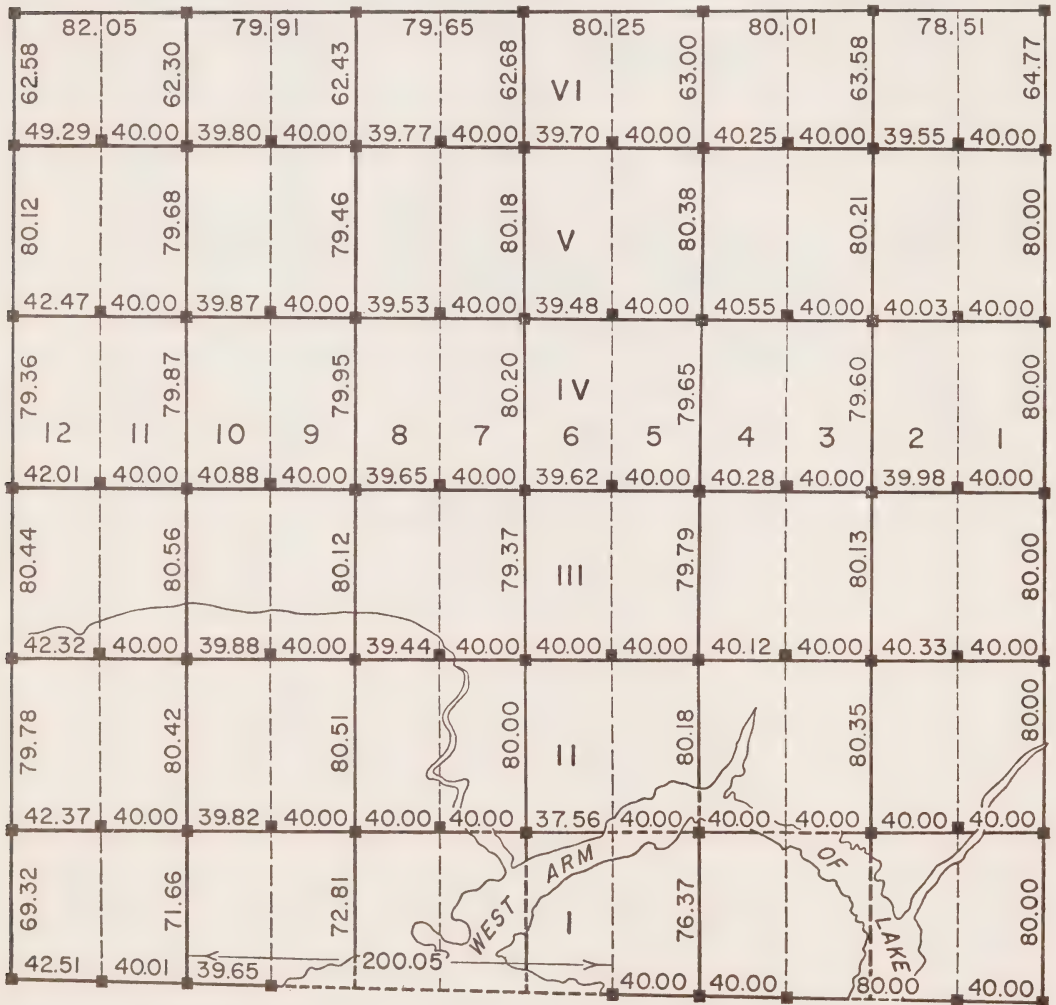 82.05 79.91 79.65 80.25 80.01 78.51
62.58 62.30 62.43 62.68 VI 63.00 63.58 64.77
49.29 40.00 39.80 40.00 39.77 40.00 39.70 40.00 40.25 40.00 39.55 40.00
80.12 79.68 79.46 80.18 V 80.38 80.21 80.00
42.47 40.00 39.87 40.00 39.53 40.00 39.48 40.00 40.55 40.00 40.03 40.00
79.36 79.87 79.95 80.20 IV 79.65 79.60 80.00
12 11 10 9 8 7 6 5 4 3 2 1
42.01 40.00 40.88 40.00 39.65 40.00 39.62 40.00 40.28 40.00 39.98 40.00
80.44 80.56 80.12 79.37 III 79.79 80.13 80.00
42.32 40.00 39.88 40.00 39.44 40.00 40.00 40.00 40.12 40.00 40.33 40.00
79.78 80.42 80.51 80.00 II 80.18 80.35 80.00
42.37 40.00 39.82 40.00 40.00 40.00 37.56 40.00 40.00 40.00 40.00 40.00
69.32 71.66 72.81 WEST ARM I 76.37 OF LAKE 80.00
42.51 40.01 39.65 200.05 40.00 80.00 40.00